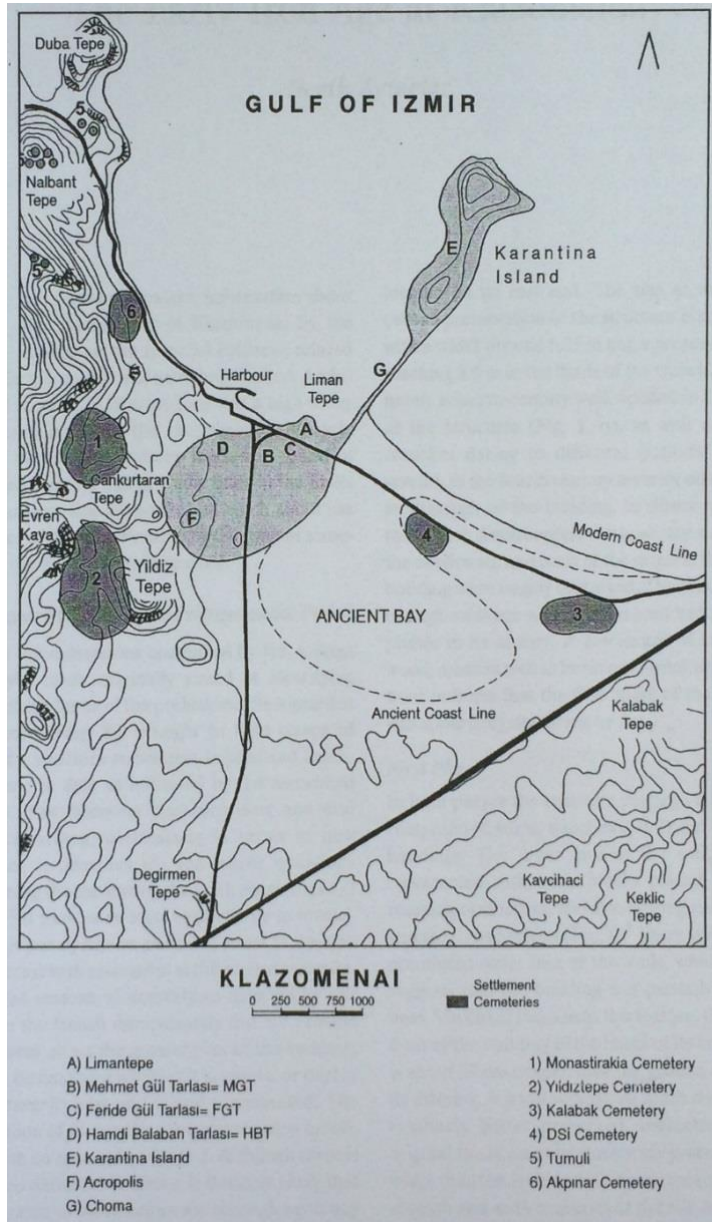 Duba Tepe
GULF OF IZMIR
5
Nalbant
Tepe
5
E
Karantina
Island
6
Harbour
Liman
Tepe
G
A
D
B
C
1
Cankurtaran
Tepe
4
Evren
Kaya
F
Modern Coast Line
2
Yildiz
Tepe
ANCIENT BAY
3
Ancient Coast Line
Kalabak
Tepe
Degirmen
Tepe
Kavcihaci
Tepe
Keklic
Tepe
KLAZOMENAI
0 250 500 750 1000
Settlement
Cemeteries
A) Limantepe
B) Mehmet Gül Tarlası= MGT
C) Feride Gül Tarlası= FGT
D) Hamdi Balaban Tarlası= HBT
E) Karantina Island
F) Acropolis
G) Choma
1) Monastirakia Cemetery
2) Yıldıztepe Cemetery
3) Kalabak Cemetery
4) DSİ Cemetery
5) Tumuli
6) Akpınar Cemetery